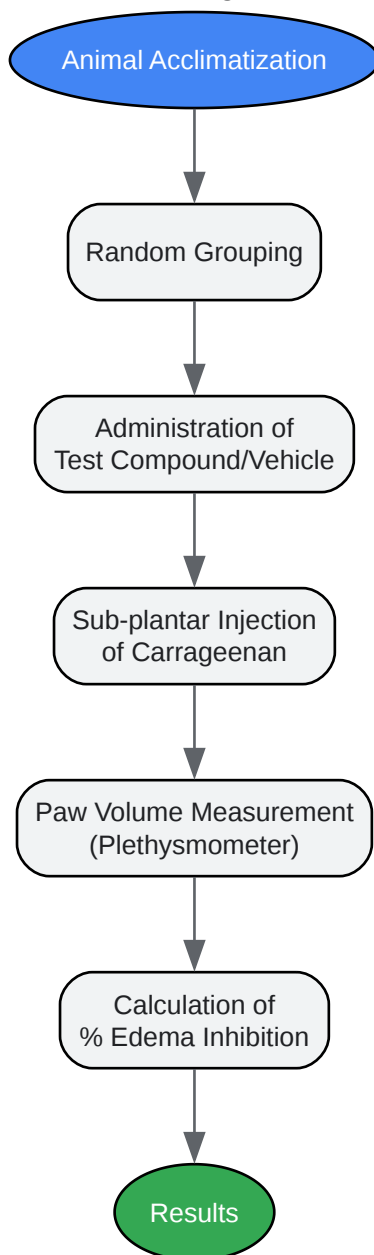 Animal Acclimatization
Random Grouping
Administration of
Test Compound/Vehicle
Sub-plantar Injection
of Carrageenan
Paw Volume Measurement
(Plethysmometer)
Calculation of
% Edema Inhibition
Results